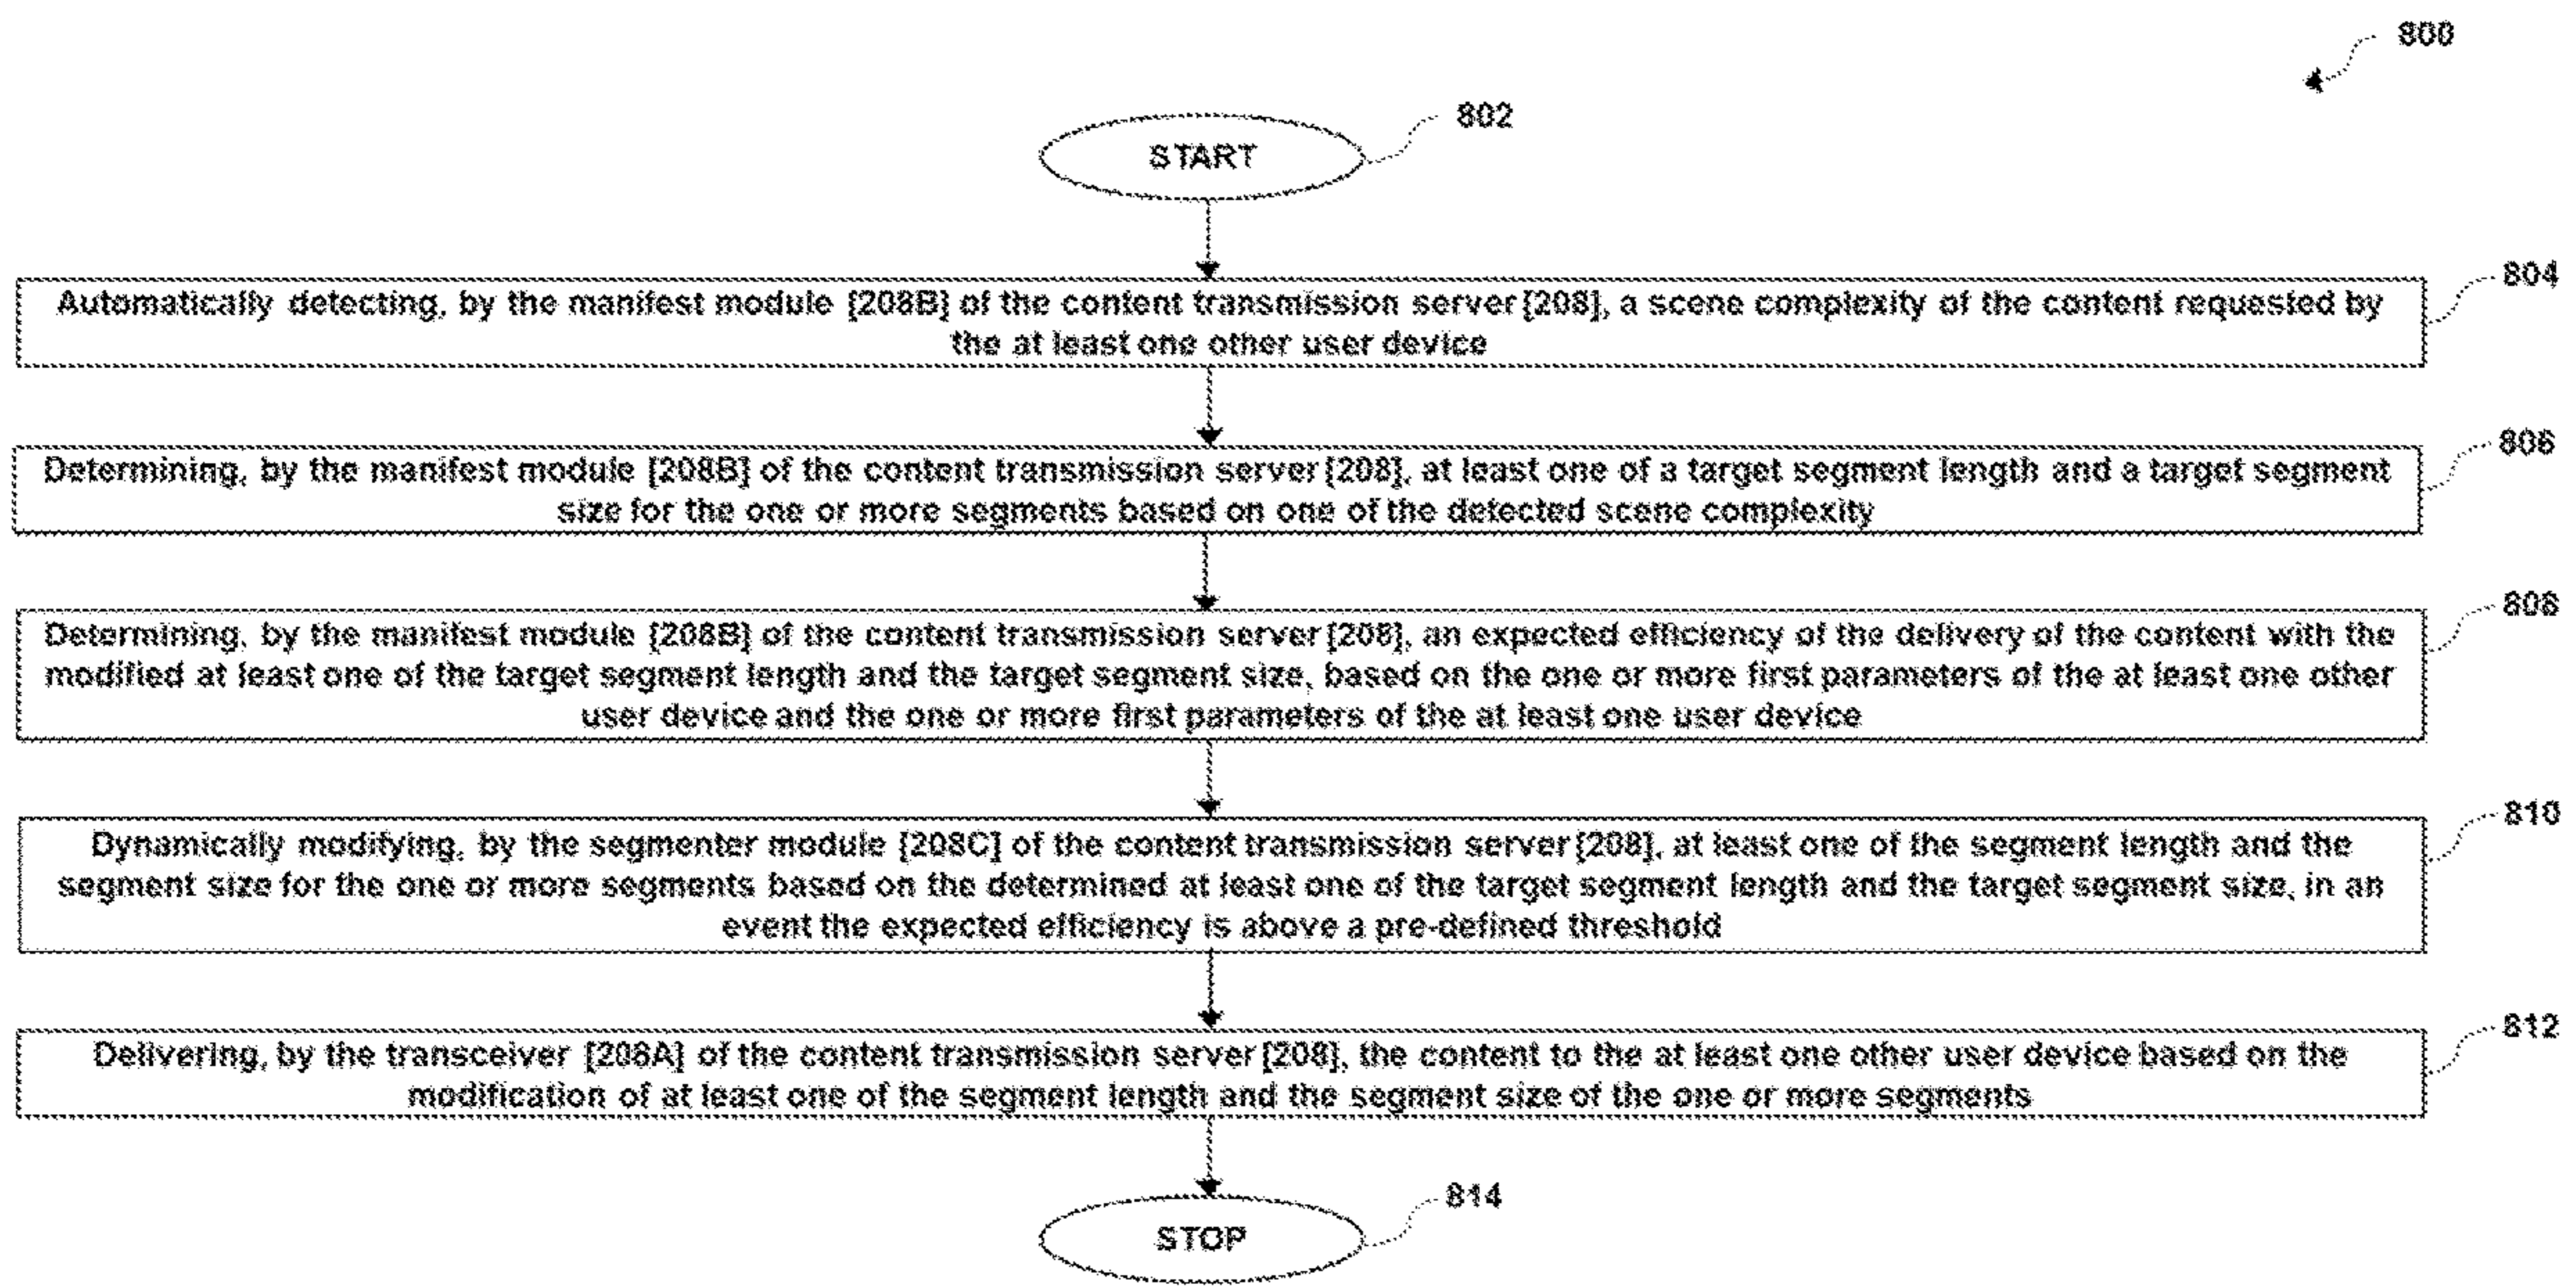 800
802
START
804
Automatically detecting, by the manifest module [208B] of the content transmission server [208], a scene complexity of the content requested by
the at least one other user device
806
Determining, by the manifest module [208B] of the content transmission server [208], at least one of a target segment length and a target segment
size for the one or more segments based on one of the detected scene complexity
808
Determining, by the manifest module [208B] of the content transmission server [208], an expected efficiency of the delivery of the content with the
modified at least one of the target segment length and the target segment size, based on the one or more first parameters of the at least one other
user device and the one or more first parameters of the at least one user device
810
Dynamically modifying, by the segmenter module [208C] of the content transmission server [208], at least one of the segment length and the
segment size for the one or more segments based on the determined at least one of the target segment length and the target segment size, in an
event the expected efficiency is above a pre-defined threshold
812
Delivering, by the transceiver [208A] of the content transmission server [208], the content to the at least one other user device based on the
modification of at least one of the segment length and the segment size of the one or more segments
814
STOP